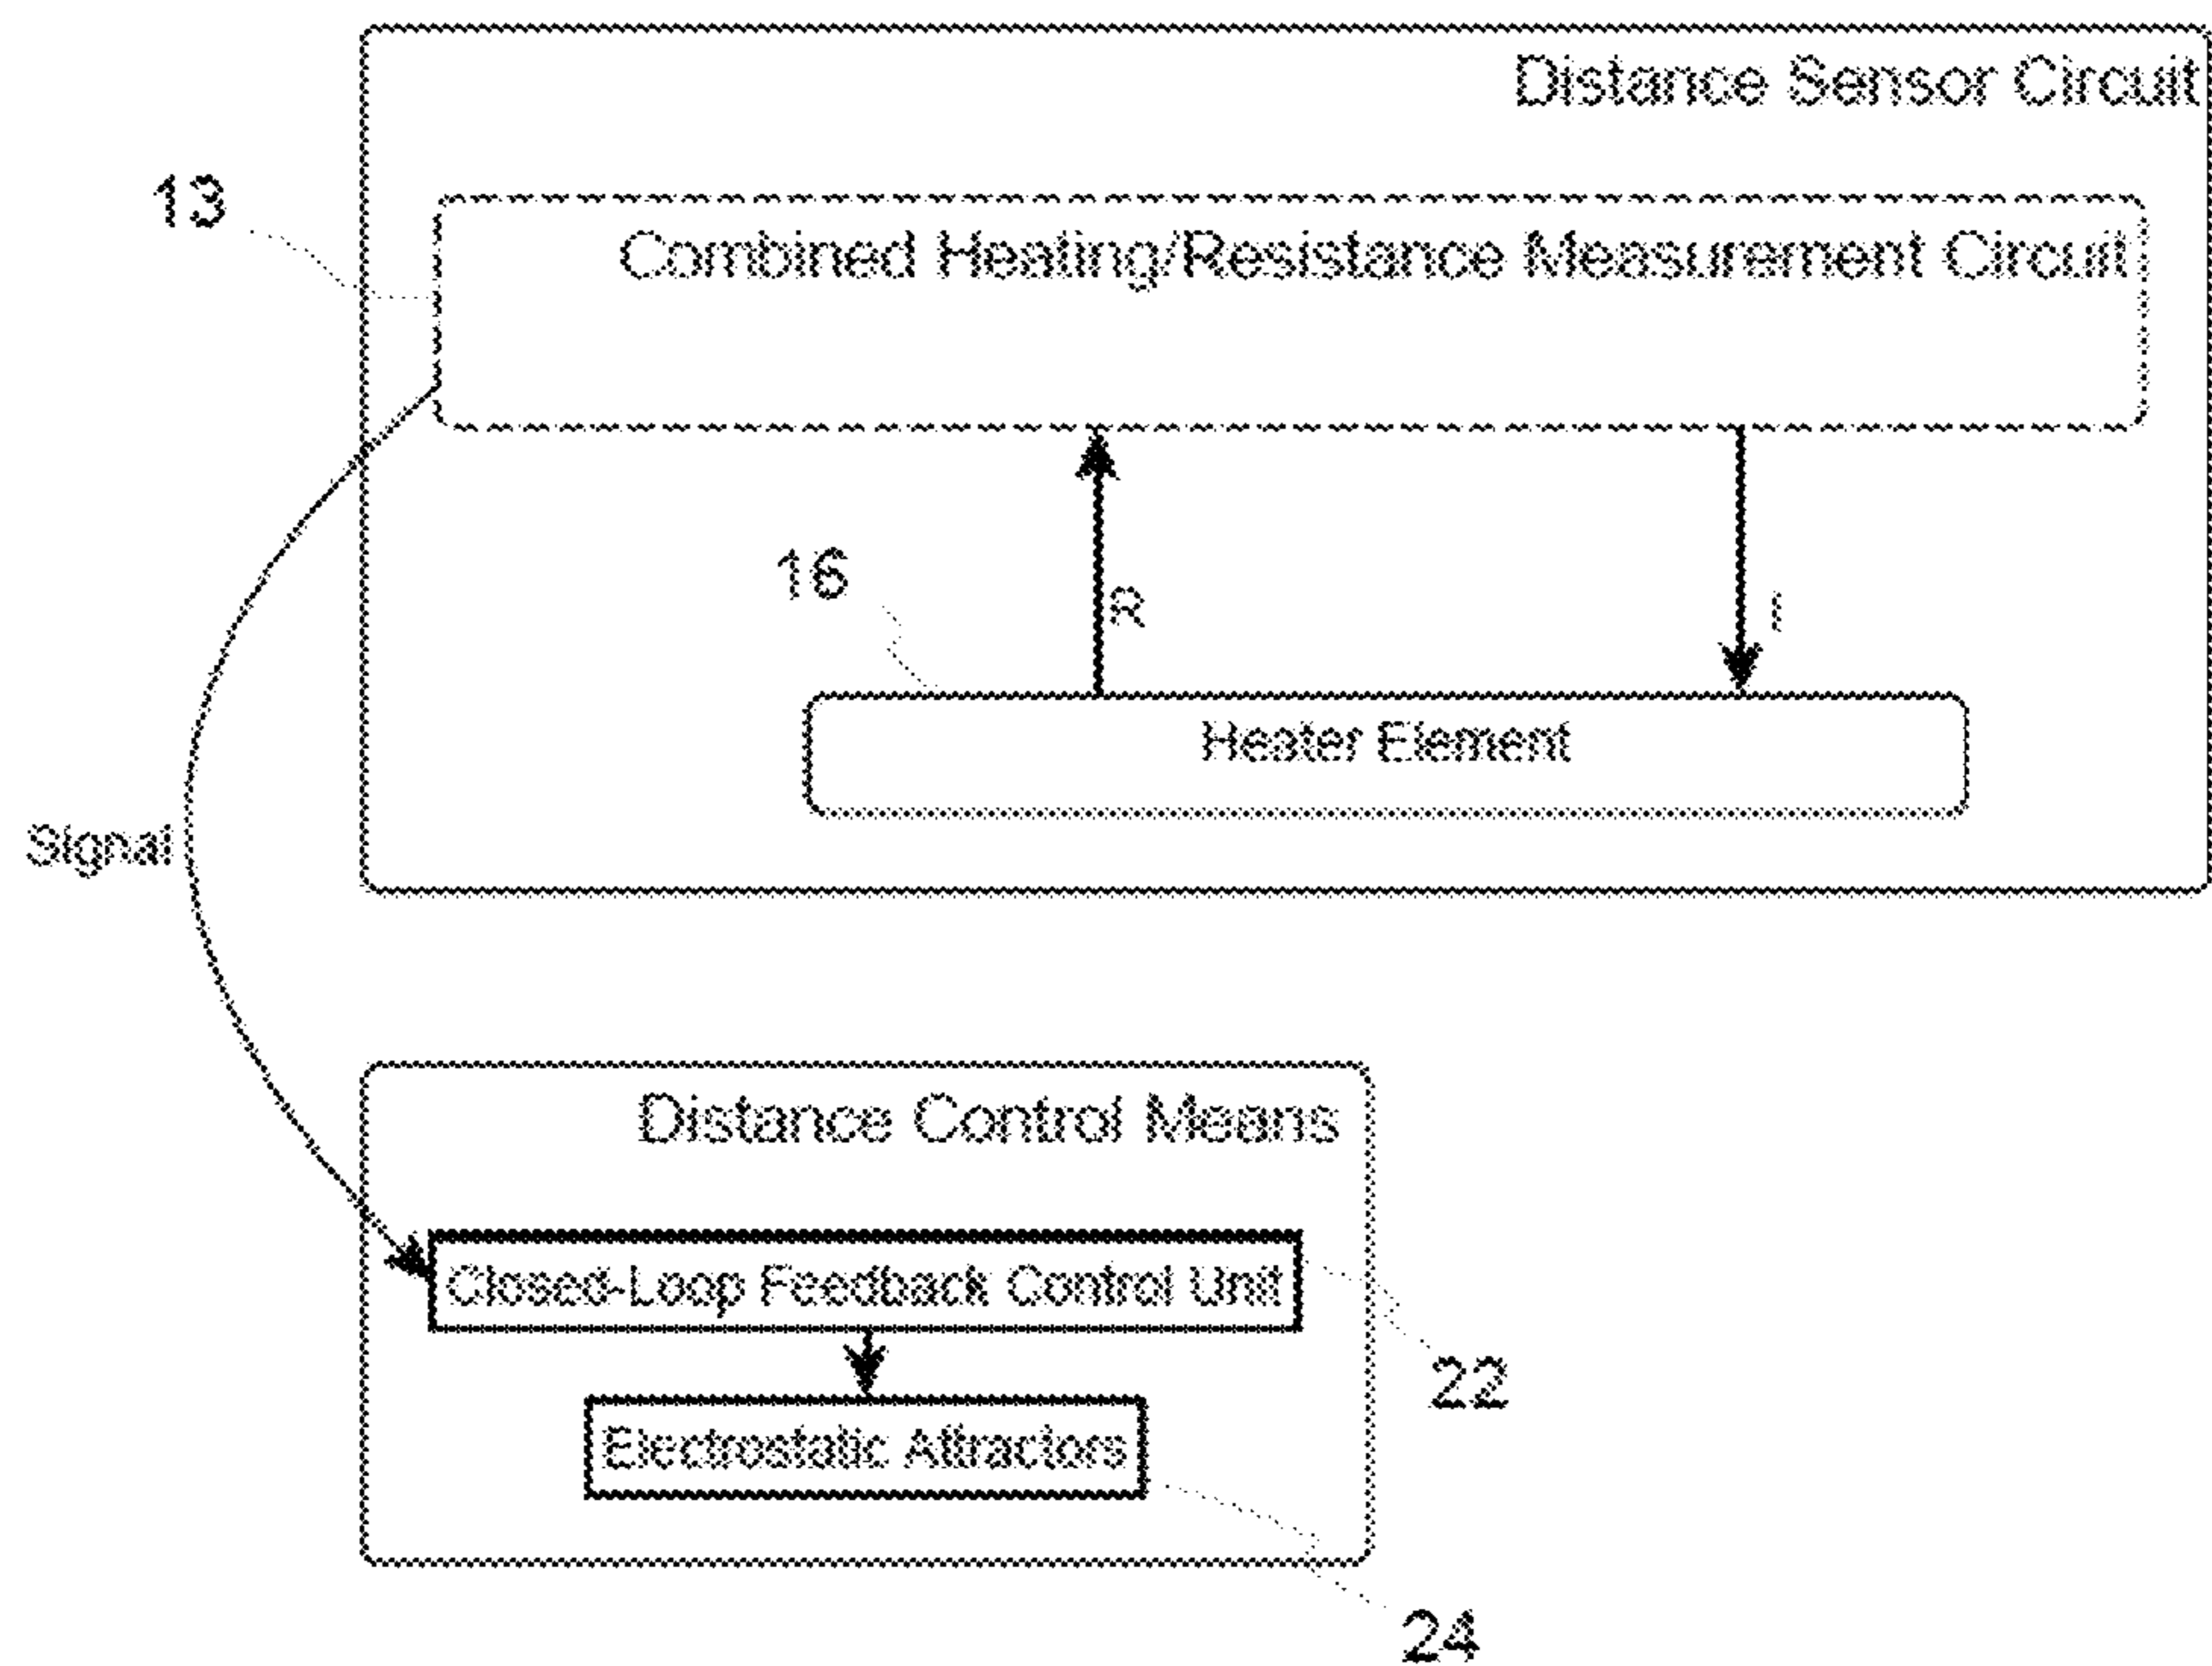 Distance Sensor Circuit
13
Combined Heating/Resistance Measurement Circuit
16
R
I
Heater Element
Signal
Distance Control Means
Closed-Loop Feedback Control Unit
22
Electrostatic Attractors
24